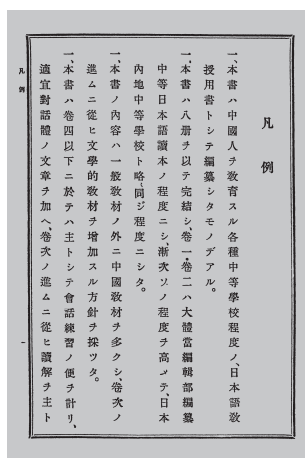 凡例
一、本書ハ中國人ヲ敎育スル各種中等學校程度ノ、日本語敎
授用書トシテ編纂シタモノデアル。
一、本書ハ八册ヲ以テ完結シ、卷一・卷二ハ大體當編輯部編纂
中等日本語讀本ノ程度ニシ、漸次ソノ程度ヲ高メテ、日本
內地中等學校ト略〻同ジ程度ニシタ。
一、本書ノ內容ハ一般敎材ノ外ニ中國敎材ヲ多クシ、卷次ノ
進ムニ從ヒ文學的敎材ヲ增加スル方針ヲ採ツタ。
一、本書ハ卷四以下ニ於テハ主トシテ會話練習ノ便ヲ計リ、
適宜對話體ノ文章ヲ加ヘ、卷次ノ進ムニ從ヒ讀解ヲ主ト
凡例
一